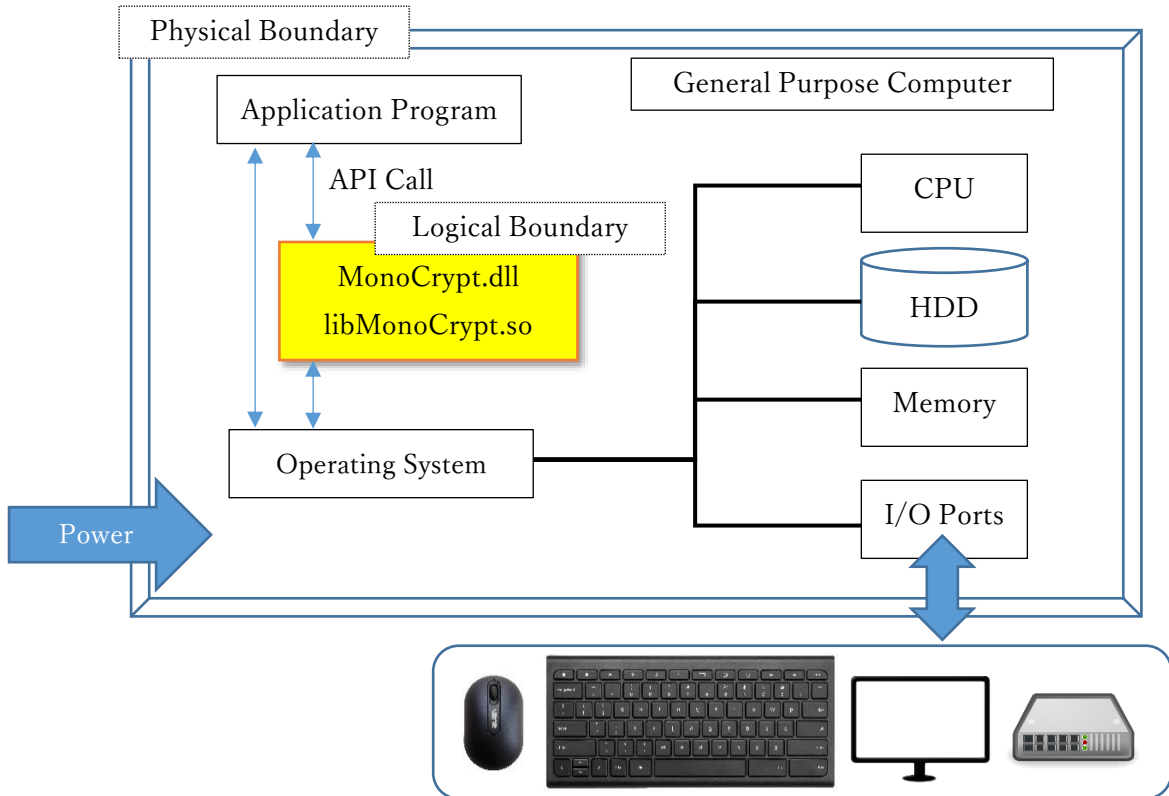 Physical Boundary
General Purpose Computer
Application Program
API Call
CPU
Logical Boundary
MonoCrypt.dll
libMonoCrypt.so
HDD
Memory
Operating System
I/O Ports
Power